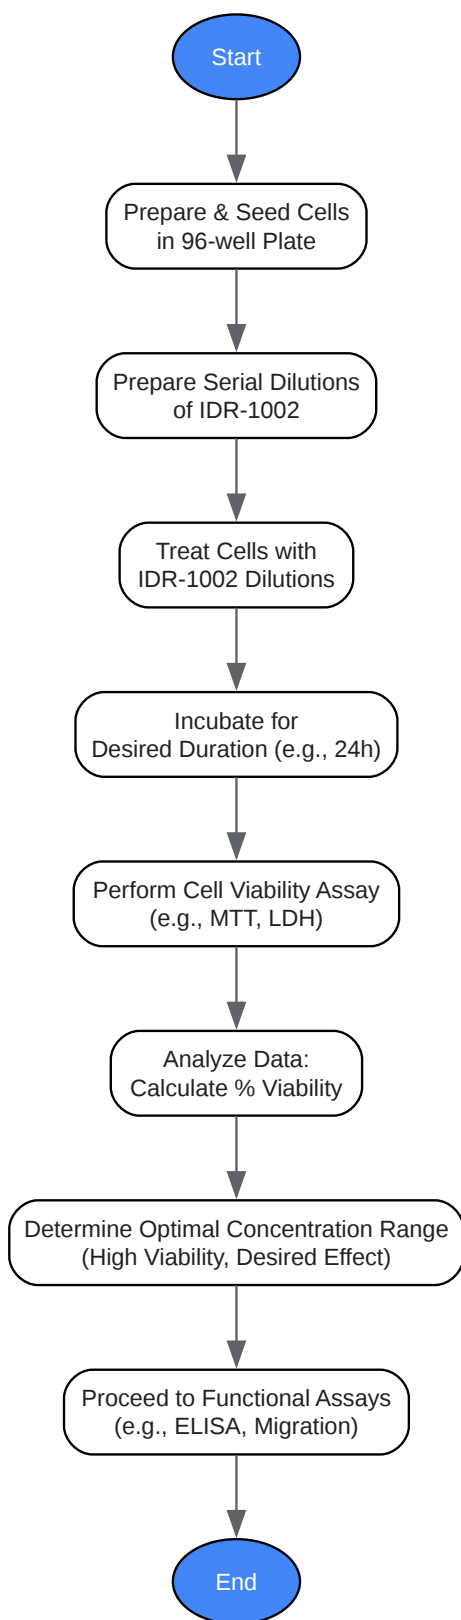 Start
Prepare & Seed Cells
in 96-well Plate
Prepare Serial Dilutions
of IDR-1002
Treat Cells with
IDR-1002 Dilutions
Incubate for
Desired Duration (e.g., 24h)
Perform Cell Viability Assay
(e.g., MTT, LDH)
Analyze Data:
Calculate % Viability
Determine Optimal Concentration Range
(High Viability, Desired Effect)
Proceed to Functional Assays
(e.g., ELISA, Migration)
End